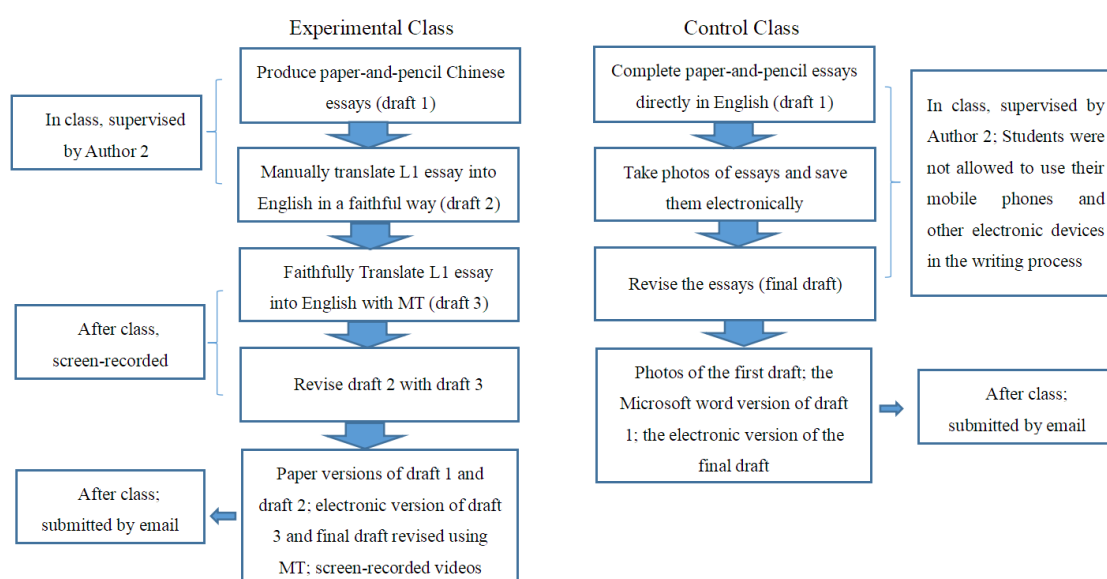 Experimental Class
Produce paper-and-pencil Chinese
essays (draft 1)
In class, supervised
by Author 2
Manually translate L1 essay into
English in a faithful way (draft 2)
Faithfully Translate L1 essay
into English with MT (draft 3)
After class,
screen-recorded
Revise draft 2 with draft 3
Paper versions of draft 1 and
draft 2; electronic version of draft
3 and final draft revised using
MT; screen-recorded videos
After class;
submitted by email
Control Class
Complete paper-and-pencil essays
directly in English (draft 1)
In class, supervised by
Author 2; Students were
not allowed to use their
mobile phones and
other electronic devices
in the writing process
Take photos of essays and save
them electronically
Revise the essays (final draft)
Photos of the first draft; the
Microsoft word version of draft
1; the electronic version of the
final draft
After class;
submitted by email